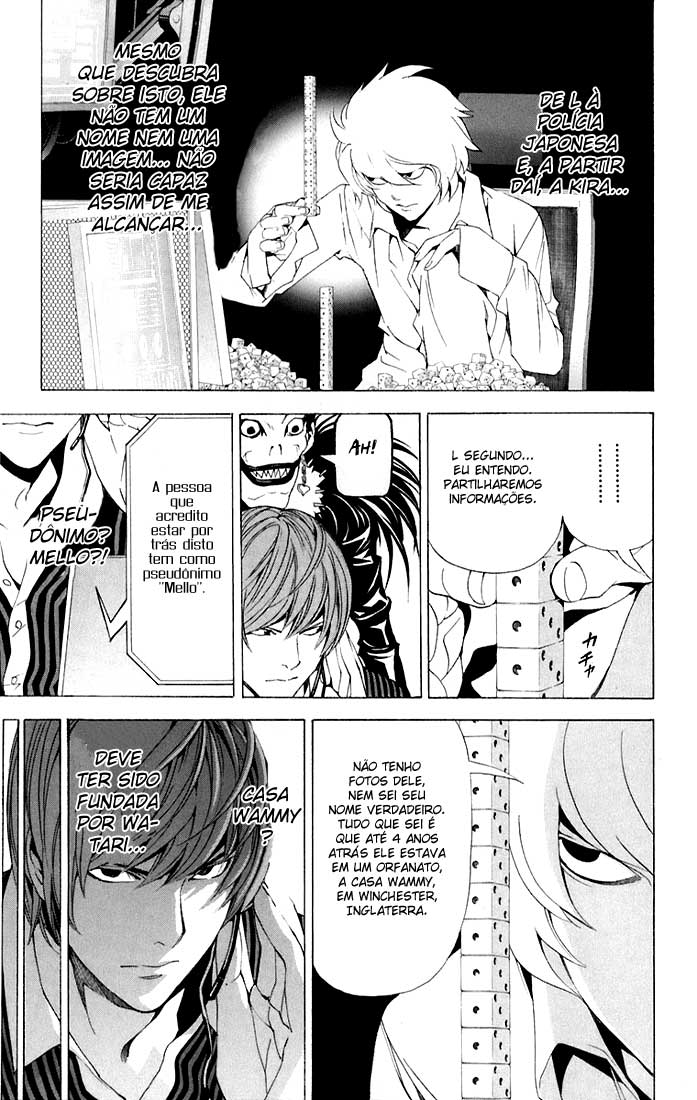 DE L À
POLÍCIA
JAPONESA
E, A PARTIR
DAÍ, A KIRA...
MESMO
QUE DESCUBRA
SOBRE ISTO, ELE
NÃO TEM UM
NOME NEM UMA
IMAGEM... NÃO
SERIA CAPAZ
ASSIM DE ME
ALCANÇAR...
..........
L SEGUNDO...
EU ENTENDO.
PARTILHAREMOS
INFORMAÇÕES.
カチャ
AH!
A pessoa
que
acredito
estar por
trás disto
tem como
pseudônimo
"Mello".
PSEU-
DÔNIMO?
MELLO?!
NÃO TENHO
FOTOS DELE,
NEM SEI SEU
NOME VERDADEIRO.
TUDO QUE SEI É
QUE ATÉ 4 ANOS
ATRÁS ELE ESTAVA
EM UM ORFANATO,
A CASA WAMMY,
EM WINCHESTER,
INGLATERRA.
CASA
WAMMY
?
DEVE
TER SIDO
FUNDADA
POR WA-
TARI...